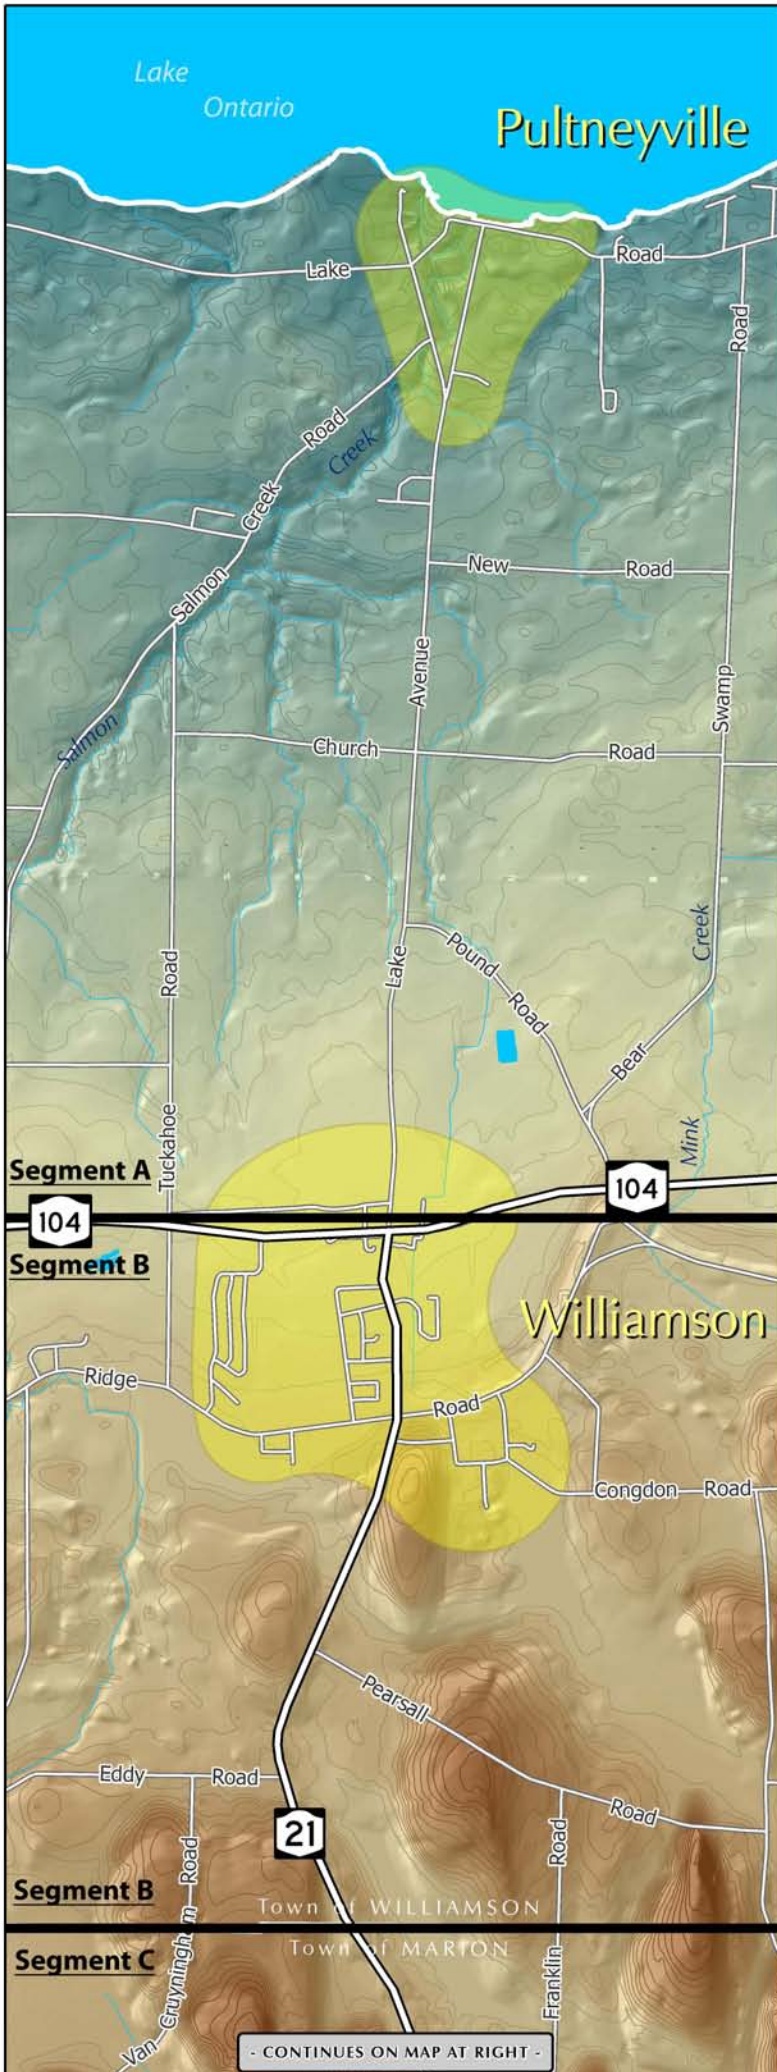 Lake
Ontario
Pultneyville
Lake
Road
Road
Road
Creek
Creek
Salmon
New Road
Avenue
Swamp
Salmon
Church Road
Creek
Pound
Road
Lake
Road
Bear
Mink
Tuckahoe
Segment A
104
104
Segment B
Williamson
Ridge
Road
Congdon Road
Pearsall
Eddy Road
Road
21
Road
Road
Segment B
Town of WILLIAMSON
Town of MARION
Segment C
Van Cruyningham
Franklin
- CONTINUES ON MAP AT RIGHT -